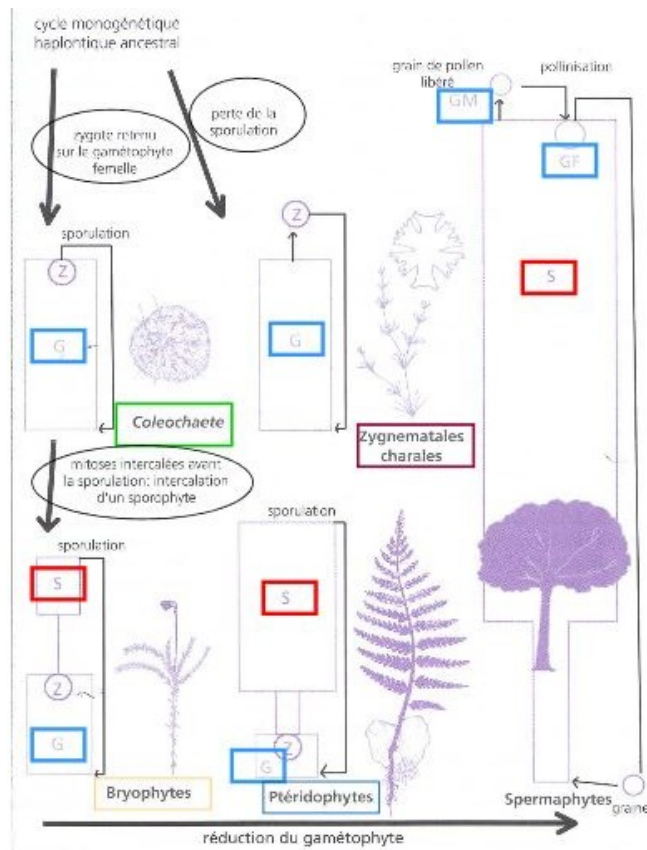 cycle monogénétique
haplontique ancestral
zygote retenu
sur le gamétophyte
femelle
perte de la
sporulation
grain de pollen
libéré
pollinisation
GM
GF
S
sporulation
Z
G
Coleochaete
Z
G
Zygnematales
charales
mitoses intercalées avant
la sporulation: intercalation
d'un sporophyte
sporulation
S
Z
G
Bryophytes
sporulation
S
Z
G
Ptéridophytes
Spermaphytes
graine
réduction du gamétophyte